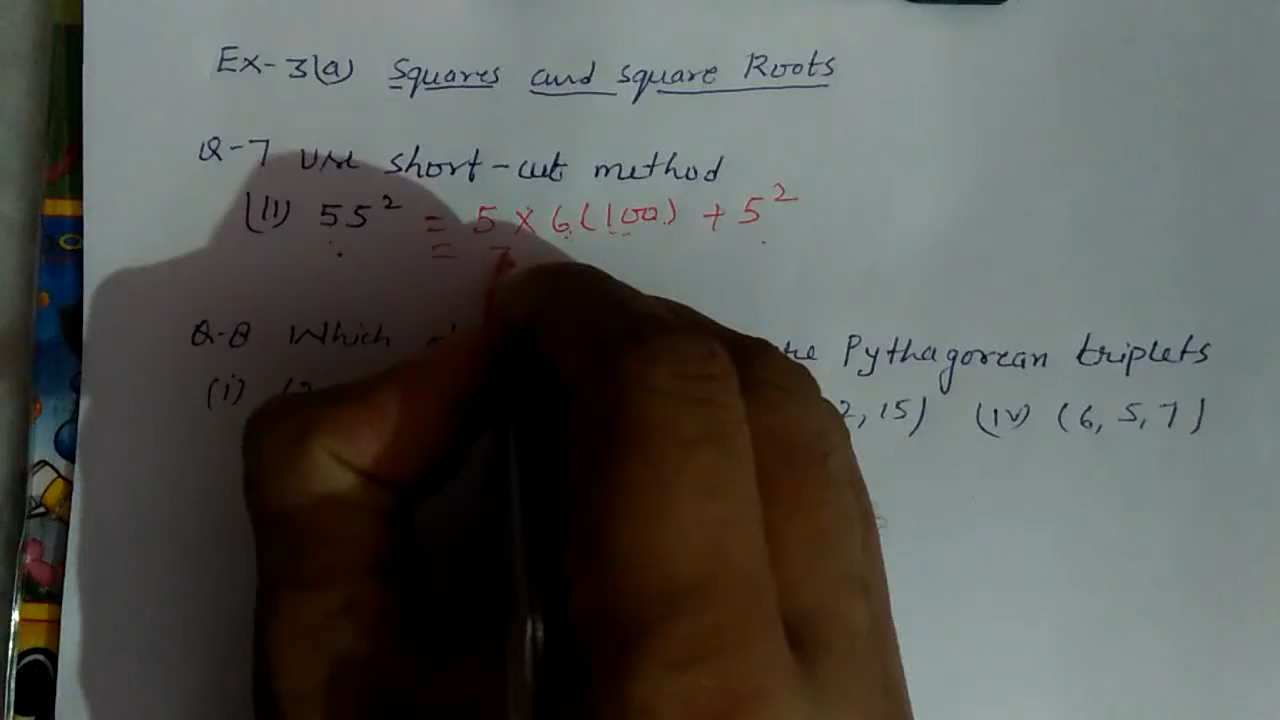 Ex-3(a) Squares and square Roots
Q-7 Use short-cut method
(II) 55² = 5 × 6(100) + 5²
=
Q-8 Which Pythagorean triplets
(i) 2, 15) (IV) (6, 5, 7)